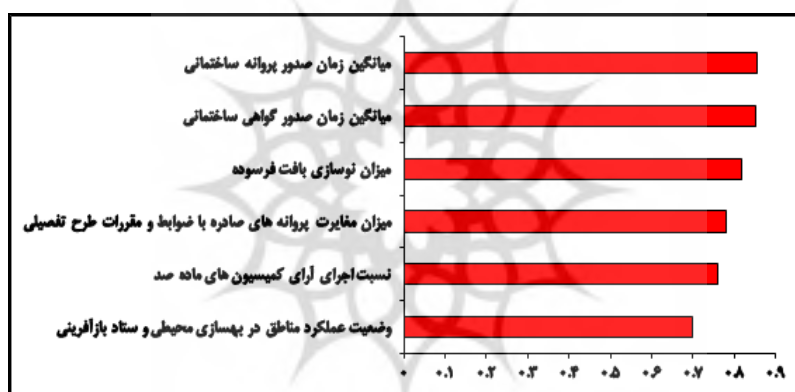 میانگین زمان صدور پروانه ساختمانی
میانگین زمان صدور گواهی ساختمانی
میزان نوسازی بافت فرسوده
میزان مغایرت پروانه های صادره با ضوابط و مقررات طرح تفصیلی
نسبت اجرای آرای کمیسیون های ماده صد
وضعیت عملکرد مناطق در بهسازی محیطی و ستاد بازآفرینی
۰ ۰.۱ ۰.۲ ۰.۳ ۰.۴ ۰.۵ ۰.۶ ۰.۷ ۰.۸ ۰.۹